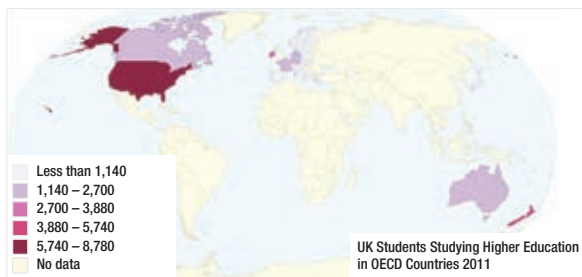 Less than 1,140
1,140 – 2,700
2,700 – 3,880
3,880 – 5,740
5,740 – 8,780
No data
UK Students Studying Higher Education
in OECD Countries 2011